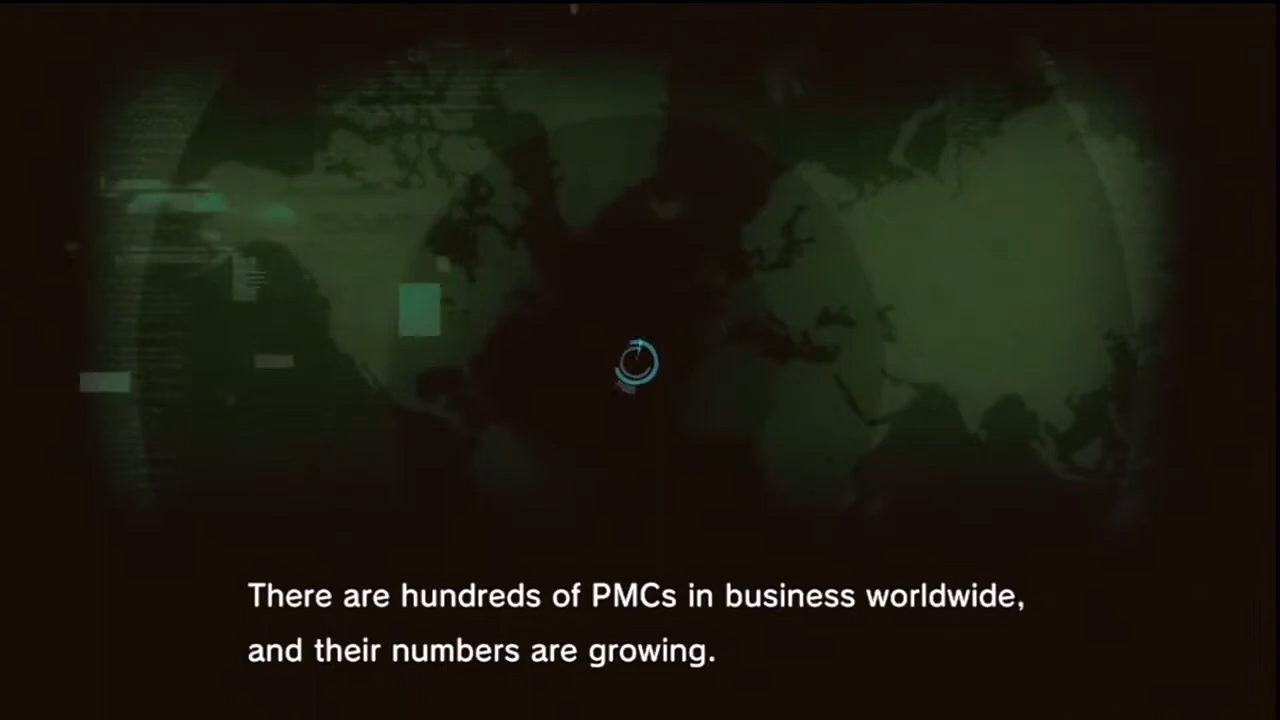 There are hundreds of PMCs in business worldwide,
and their numbers are growing.